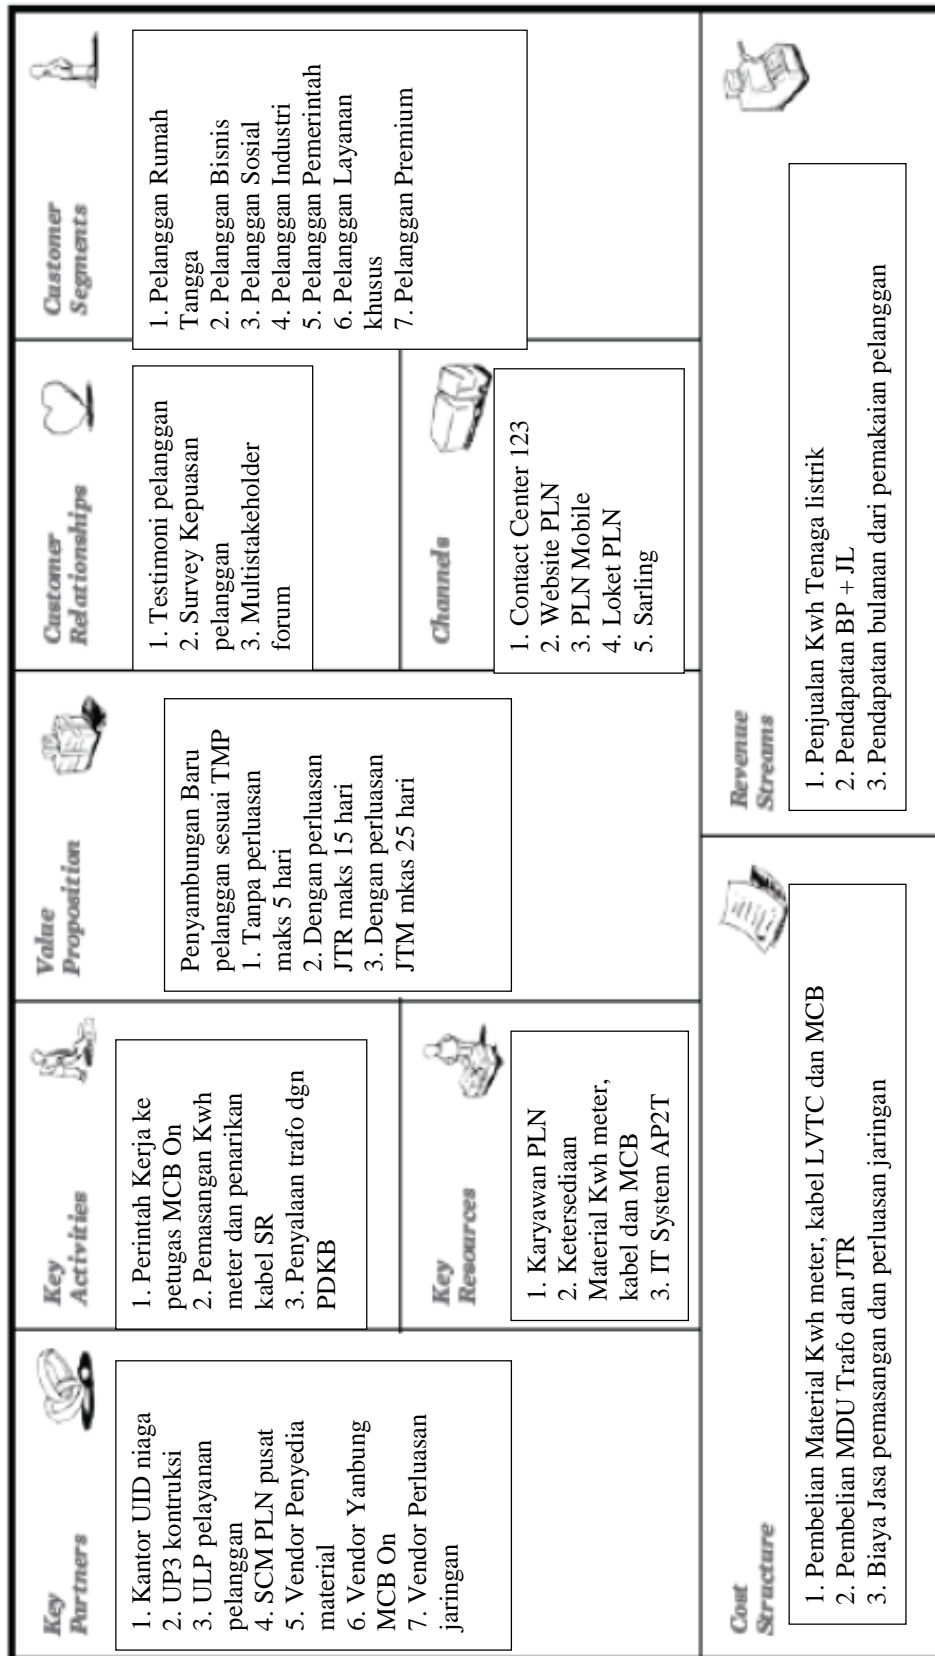 Key
Partners
1. Kantor UID niaga
2. UP3 kontruksi
3. ULP pelayanan
pelanggan
4. SCM PLN pusat
5. Vendor Penyedia
material
6. Vendor Yanbung
MCB On
7. Vendor Perluasan
jaringan
Key
Activities
1. Perintah Kerja ke
petugas MCB On
2. Pemasangan Kwh
meter dan penarikan
kabel SR
3. Penyalaan trafo dgn
PDKB
Key
Resources
1. Karyawan PLN
2. Ketersediaan
Material Kwh meter,
kabel dan MCB
3. IT System AP2T
Value
Proposition
Penyambungan Baru
pelanggan sesuai TMP
1. Tanpa perluasan
maks 5 hari
2. Dengan perluasan
JTR maks 15 hari
3. Dengan perluasan
JTM mkas 25 hari
Customer
Relationships
1. Testimoni pelanggan
2. Survey Kepuasan
pelanggan
3. Multistakeholder
forum
Channels
1. Contact Center 123
2. Website PLN
3. PLN Mobile
4. Loket PLN
5. Sarling
Customer
Segments
1. Pelanggan Rumah
Tangga
2. Pelanggan Bisnis
3. Pelanggan Sosial
4. Pelanggan Industri
5. Pelanggan Pemerintah
6. Pelanggan Layanan
khusus
7. Pelanggan Premium
Cost
Structure
1. Pembelian Material Kwh meter, kabel LVTC dan MCB
2. Pembelian MDU Trafo dan JTR
3. Biaya Jasa pemasangan dan perluasan jaringan
Revenue
Streams
1. Penjualan Kwh Tenaga listrik
2. Pendapatan BP + JL
3. Pendapatan bulanan dari pemakaian pelanggan